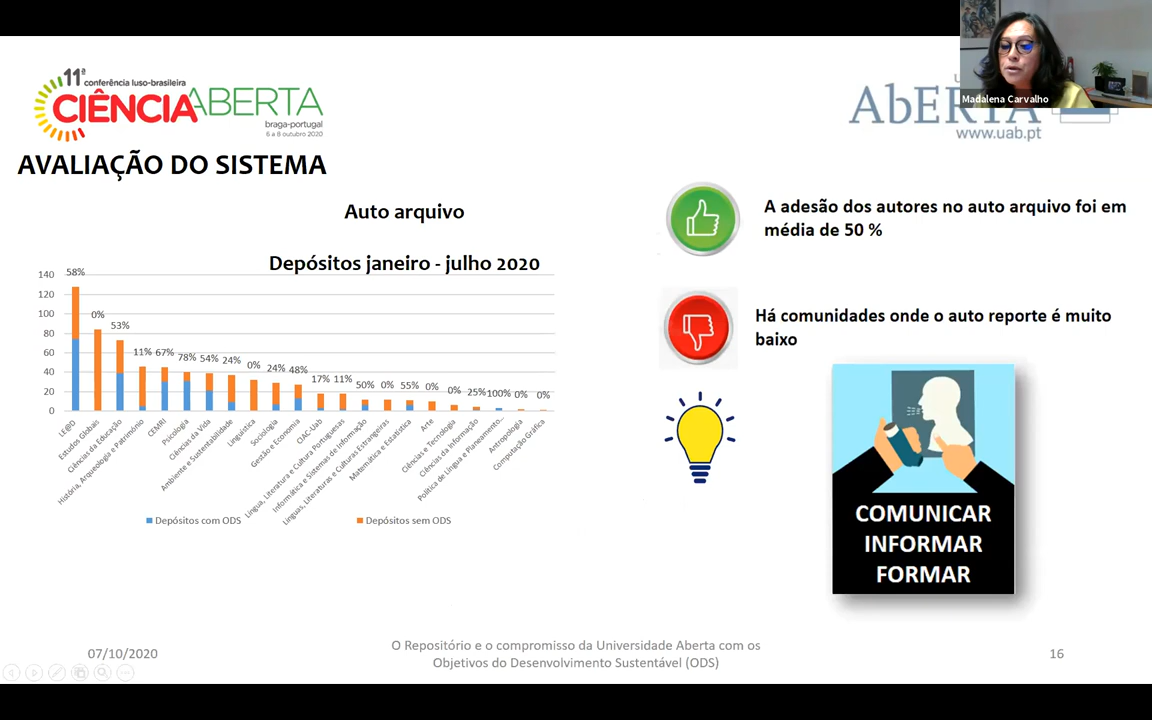 11ª
conferência luso-brasileira
CIÊNCIAABERTA
braga-portugal
6 a 8 outubro 2020
Madalena Carvalho
AbERTA
www.uab.pt
AVALIAÇÃO DO SISTEMA
Auto arquivo
Depósitos janeiro - julho 2020
140
120
100
80
60
40
20
0
58%
0%
53%
11%
67%
78%
54%
24%
0%
24%
48%
17%
11%
50%
0%
55%
0%
0%
25%
100%
0%
0%
LE@D
Estudos Globais
Ciências da Educação
História, Arqueologia e Património
CEMRI
Psicologia
Ciências da Vida
Ambiente e Sustentabilidade
Linguística
Sociologia
Gestão e Economia
CIAC-Uab
Língua, Literatura e Cultura Portuguesas
Informática e Sistemas de Informação
Línguas, Literaturas e Culturas Estrangeiras
Matemática e Estatística
Arte
Ciências e Tecnologia
Ciências da Informação
Política de Língua e Planeamento...
Antropologia
Computação Gráfica
Depósitos com ODS
Depósitos sem ODS
A adesão dos autores no auto arquivo foi em
média de 50 %
Há comunidades onde o auto reporte é muito
baixo
COMUNICAR
INFORMAR
FORMAR
07/10/2020
O Repositório e o compromisso da Universidade Aberta com os
Objetivos do Desenvolvimento Sustentável (ODS)
16